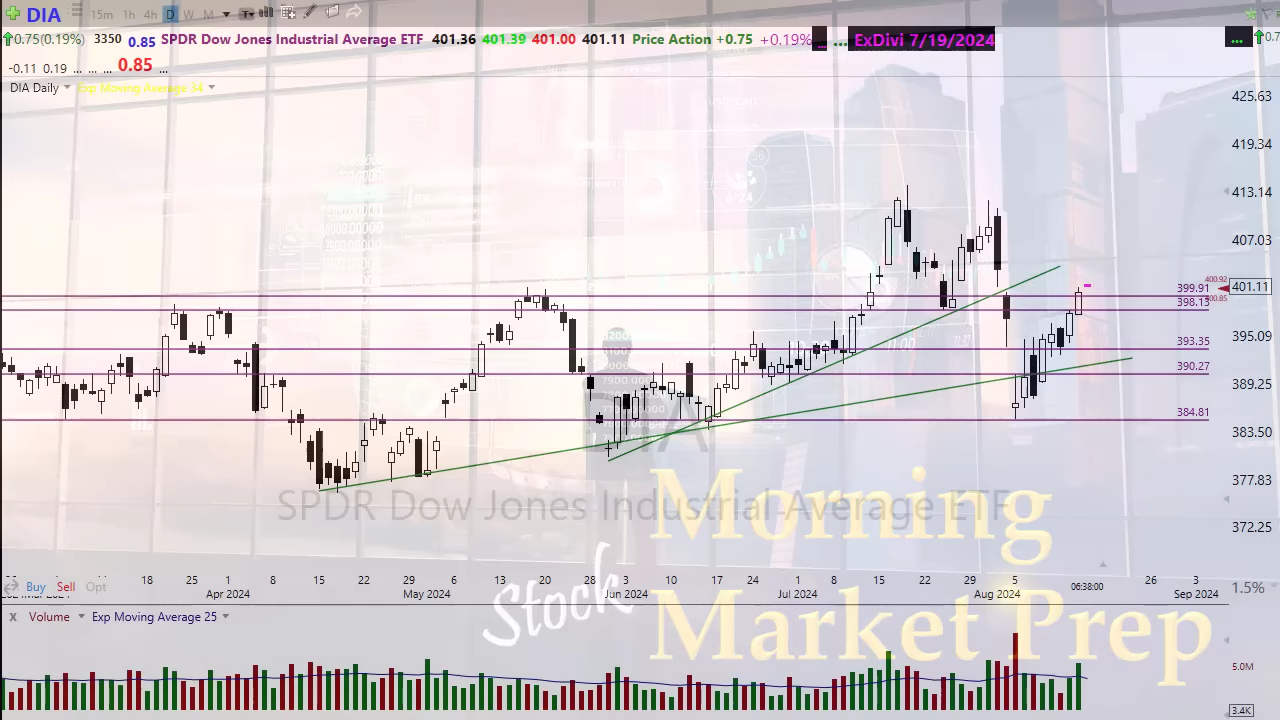 DIA
15m 1h 4h D W M
0.75(0.19%) 3350 0.85 SPDR Dow Jones Industrial Average ETF 401.36 401.39 401.00 401.11 Price Action +0.75 +0.19% ... ... ExDivi 7/19/2024 ...
-0.11 0.19 ... ... ... 0.85 ...
DIA Daily Exp Moving Average 34
425.63
419.34
413.14
407.03
400.92
399.91 401.11
398.13
395.09
393.35
390.27
389.25
384.81
383.50
377.83
372.25
SPDR Dow Jones Industrial Average ETF
Stock
Morning
Market Prep
18 25 1 8 15 22 29 6 13 20 28 3 10 17 24 1 8 15 22 29 5 06:38:00 26 3
Buy Sell Opt 1.5%
Apr 2024 May 2024 Jun 2024 Jul 2024 Aug 2024 Sep 2024
X Volume Exp Moving Average 25
5.0M
3.4K